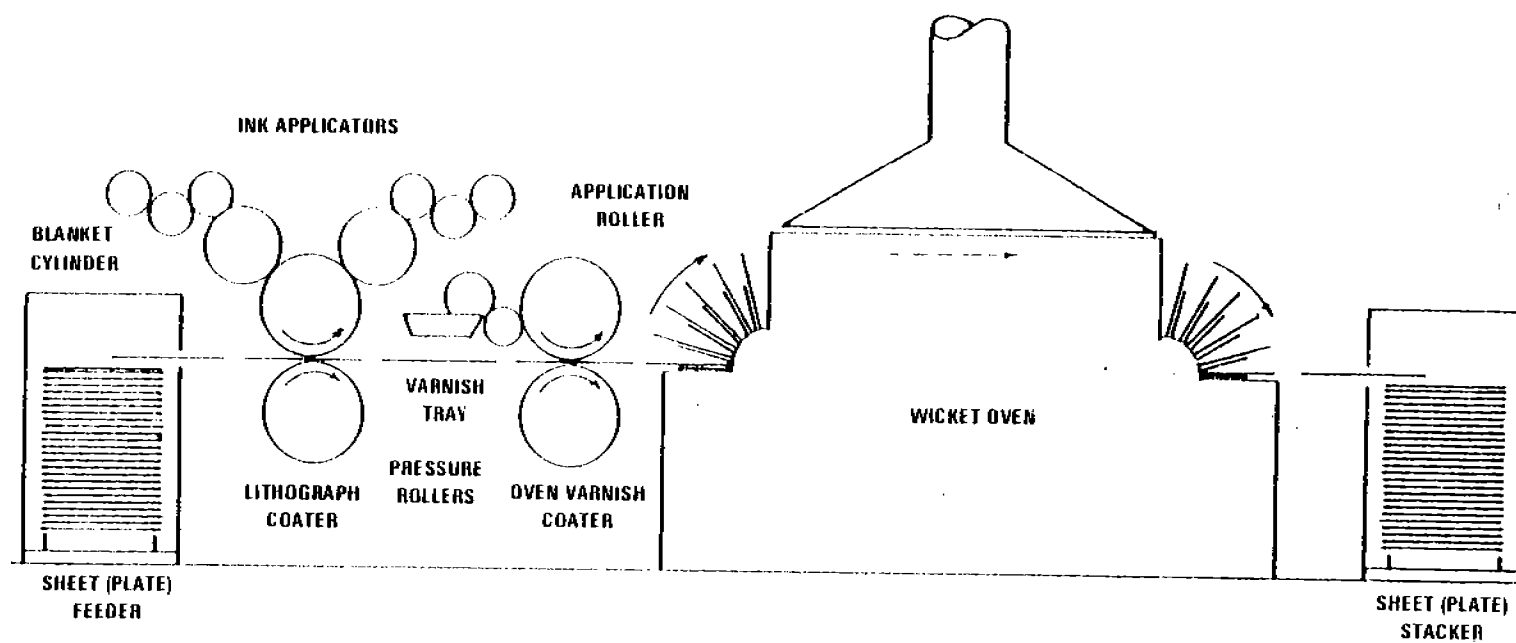 INK APPLICATORS
BLANKET
CYLINDER
APPLICATION
ROLLER
VARNISH
TRAY
PRESSURE
ROLLERS
LITHOGRAPH
COATER
OVEN VARNISH
COATER
WICKET OVEN
SHEET (PLATE)
FEEDER
SHEET (PLATE)
STACKER